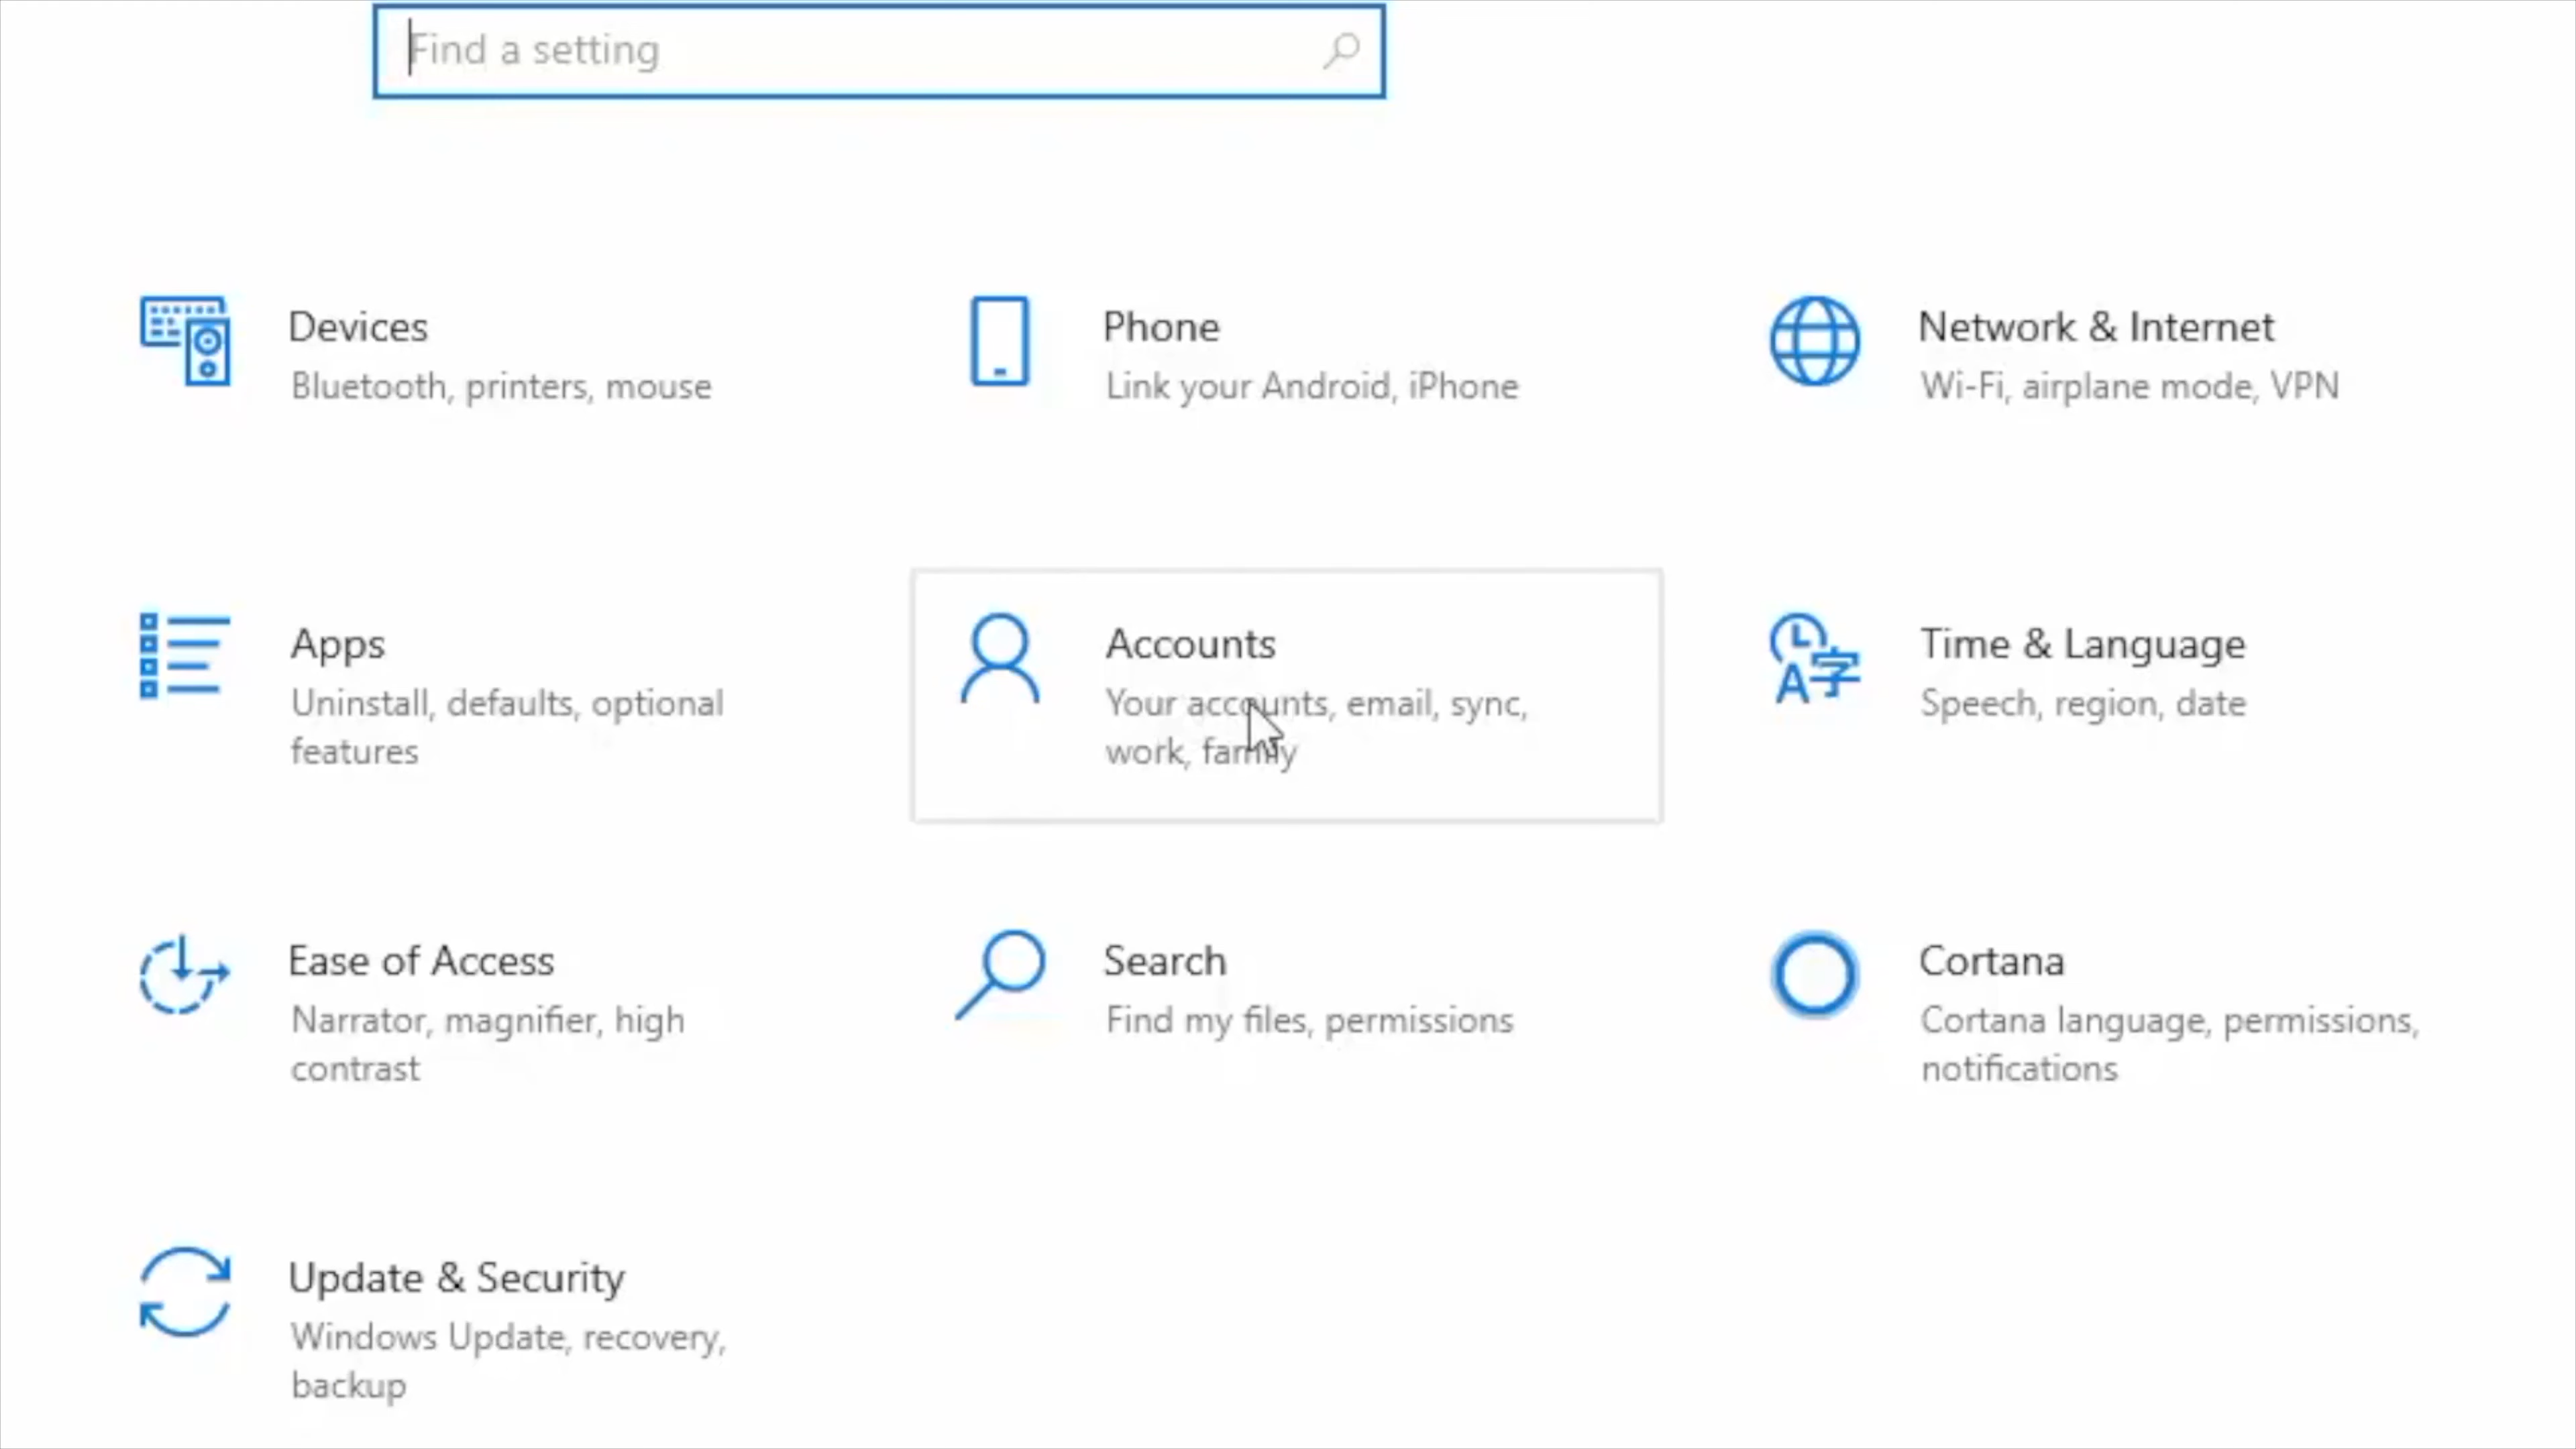 Find a setting
Devices
Bluetooth, printers, mouse
Phone
Link your Android, iPhone
Network & Internet
Wi-Fi, airplane mode, VPN
Apps
Uninstall, defaults, optional
features
Accounts
Your accounts, email, sync,
work, family
Time & Language
Speech, region, date
Ease of Access
Narrator, magnifier, high
contrast
Search
Find my files, permissions
Cortana
Cortana language, permissions,
notifications
Update & Security
Windows Update, recovery,
backup